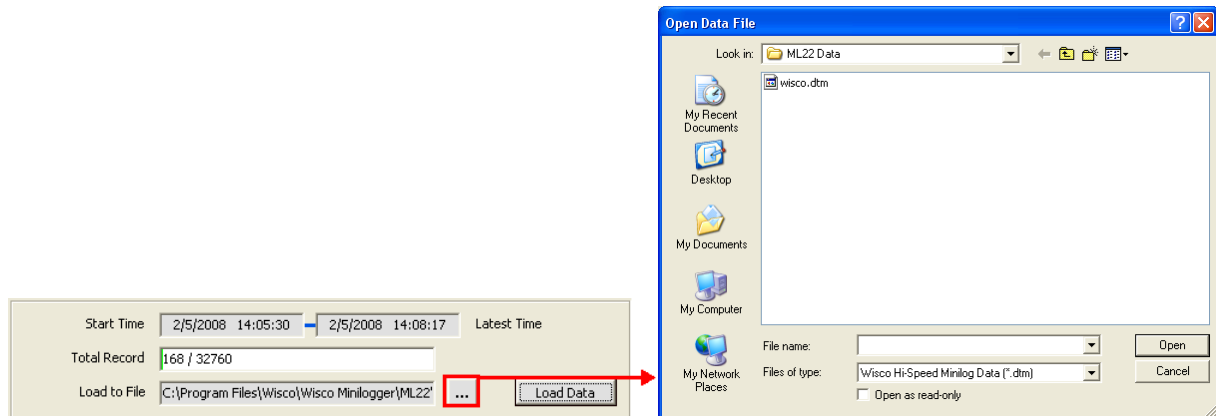 Open Data File
Look in: ML22 Data
wisco.dtm
My Recent
Documents
Desktop
My Documents
My Computer
My Network
Places
File name:
Open
Files of type: Wisco Hi-Speed Minilog Data (*.dtm)
Cancel
Open as read-only
Start Time 2/5/2008 14:05:30 2/5/2008 14:08:17 Latest Time
Total Record 168 / 32760
Load to File C:\Program Files\Wisco\Wisco Minilogger\ML22' ... Load Data